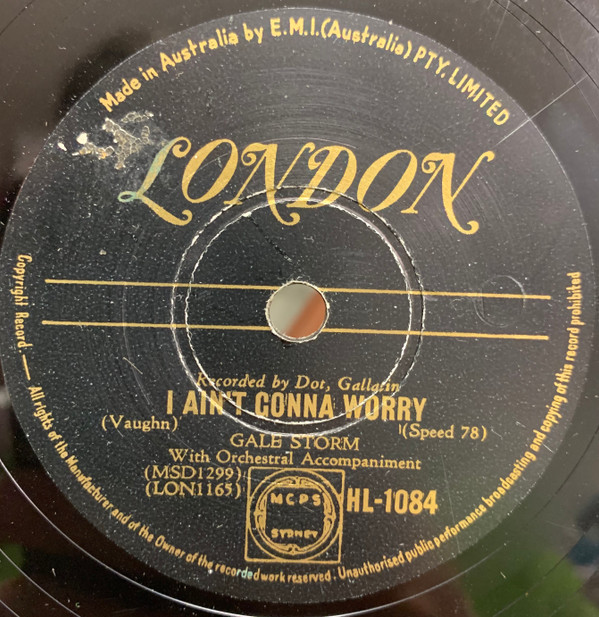 Made in Australia by E.M.I.(Australia) PTY. LIMITED
LONDON
Recorded by Dot, Gallatin
I AIN'T GONNA WORRY
(Vaughn) (Speed 78)
GALE STORM
With Orchestral Accompaniment
(MSD1299)
(LON1165)
HL-1084
MCPS
SYDNEY
Copyright Record. — All rights of the Manufacturer and of the Owner of the recorded work reserved. Unauthorised public performance broadcasting and copying of this record prohibited